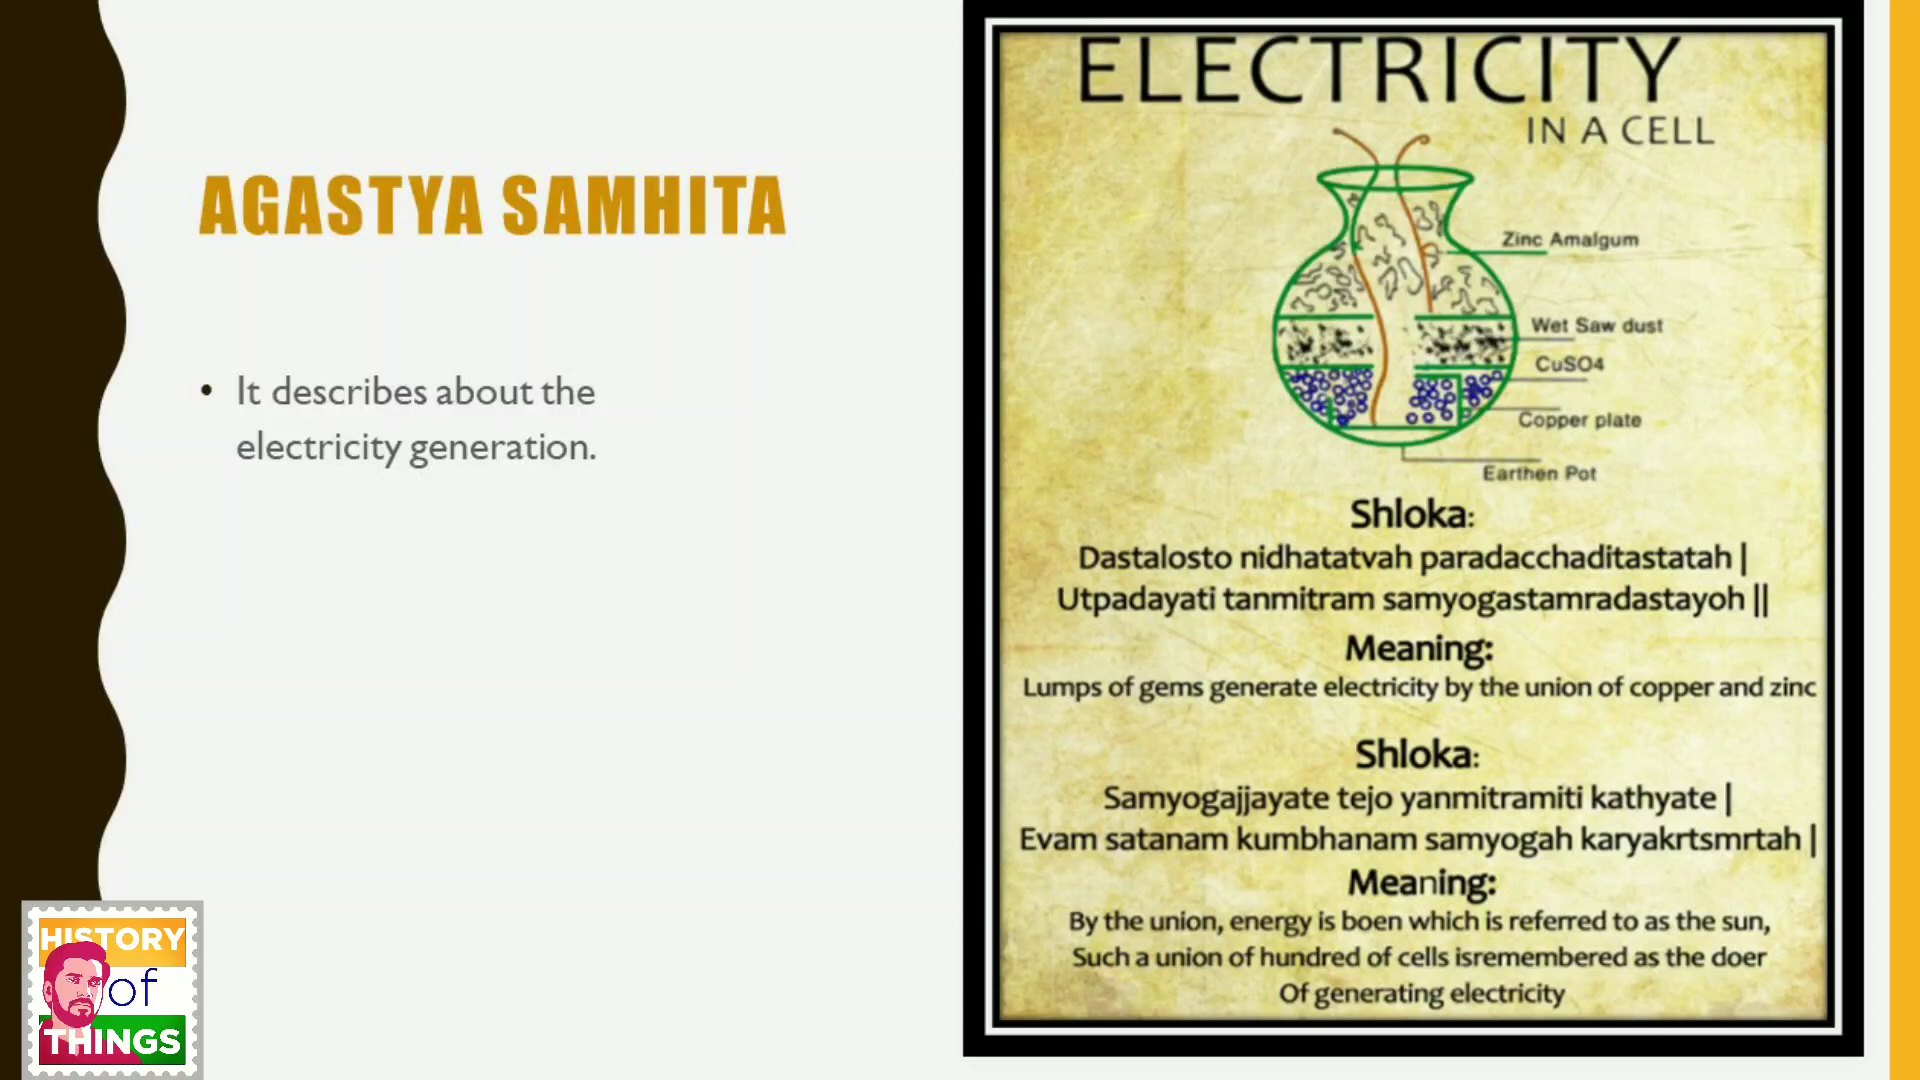 AGASTYA SAMHITA
• It describes about the
electricity generation.
ELECTRICITY
IN A CELL
Zinc Amalgum
Wet Saw dust
CuSO4
Copper plate
Earthen Pot
Shloka:
Dastalosto nidhatatvah paradacchaditastatah |
Utpadayati tanmitram samyogastamradastayoh ||
Meaning:
Lumps of gems generate electricity by the union of copper and zinc
Shloka:
Samyogajjayate tejo yanmitramiti kathyate |
Evam satanam kumbhanam samyogah karyakrtsmrtah |
Meaning:
By the union, energy is boen which is referred to as the sun,
Such a union of hundred of cells isremembered as the doer
Of generating electricity
HISTORY
of
THINGS